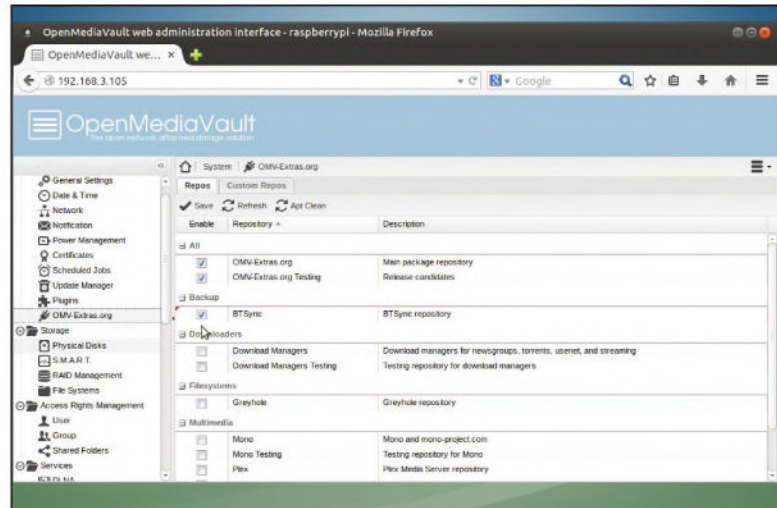 OpenMediaVault web administration interface - raspberrypi - Mozilla Firefox
OpenMediaVault we... ×
192.168.3.105
Google
OpenMediaVault
The open network attached storage solution
General Settings
Date & Time
Network
Notification
Power Management
Certificates
Scheduled Jobs
Update Manager
Plugins
OMV-Extras.org
Storage
Physical Disks
S.M.A.R.T.
RAID Management
File Systems
Access Rights Management
User
Group
Shared Folders
Services
System OMV-Extras.org
Repos Custom Repos
Save Refresh Apt Clean
Enable Repository Description
All
OMV-Extras.org Main package repository
OMV-Extras.org Testing Release candidates
Backup
BTSync BTSync repository
Download Managers Download managers for newsgroups, torrents, usenet, and streaming
Download Managers Testing Testing repository for download managers
Filesystems
Greyhole Greyhole repository
Multimedia
Mono Mono and mono-project.com
Mono Testing Testing repository for Mono
Plex Plex Media Server repository